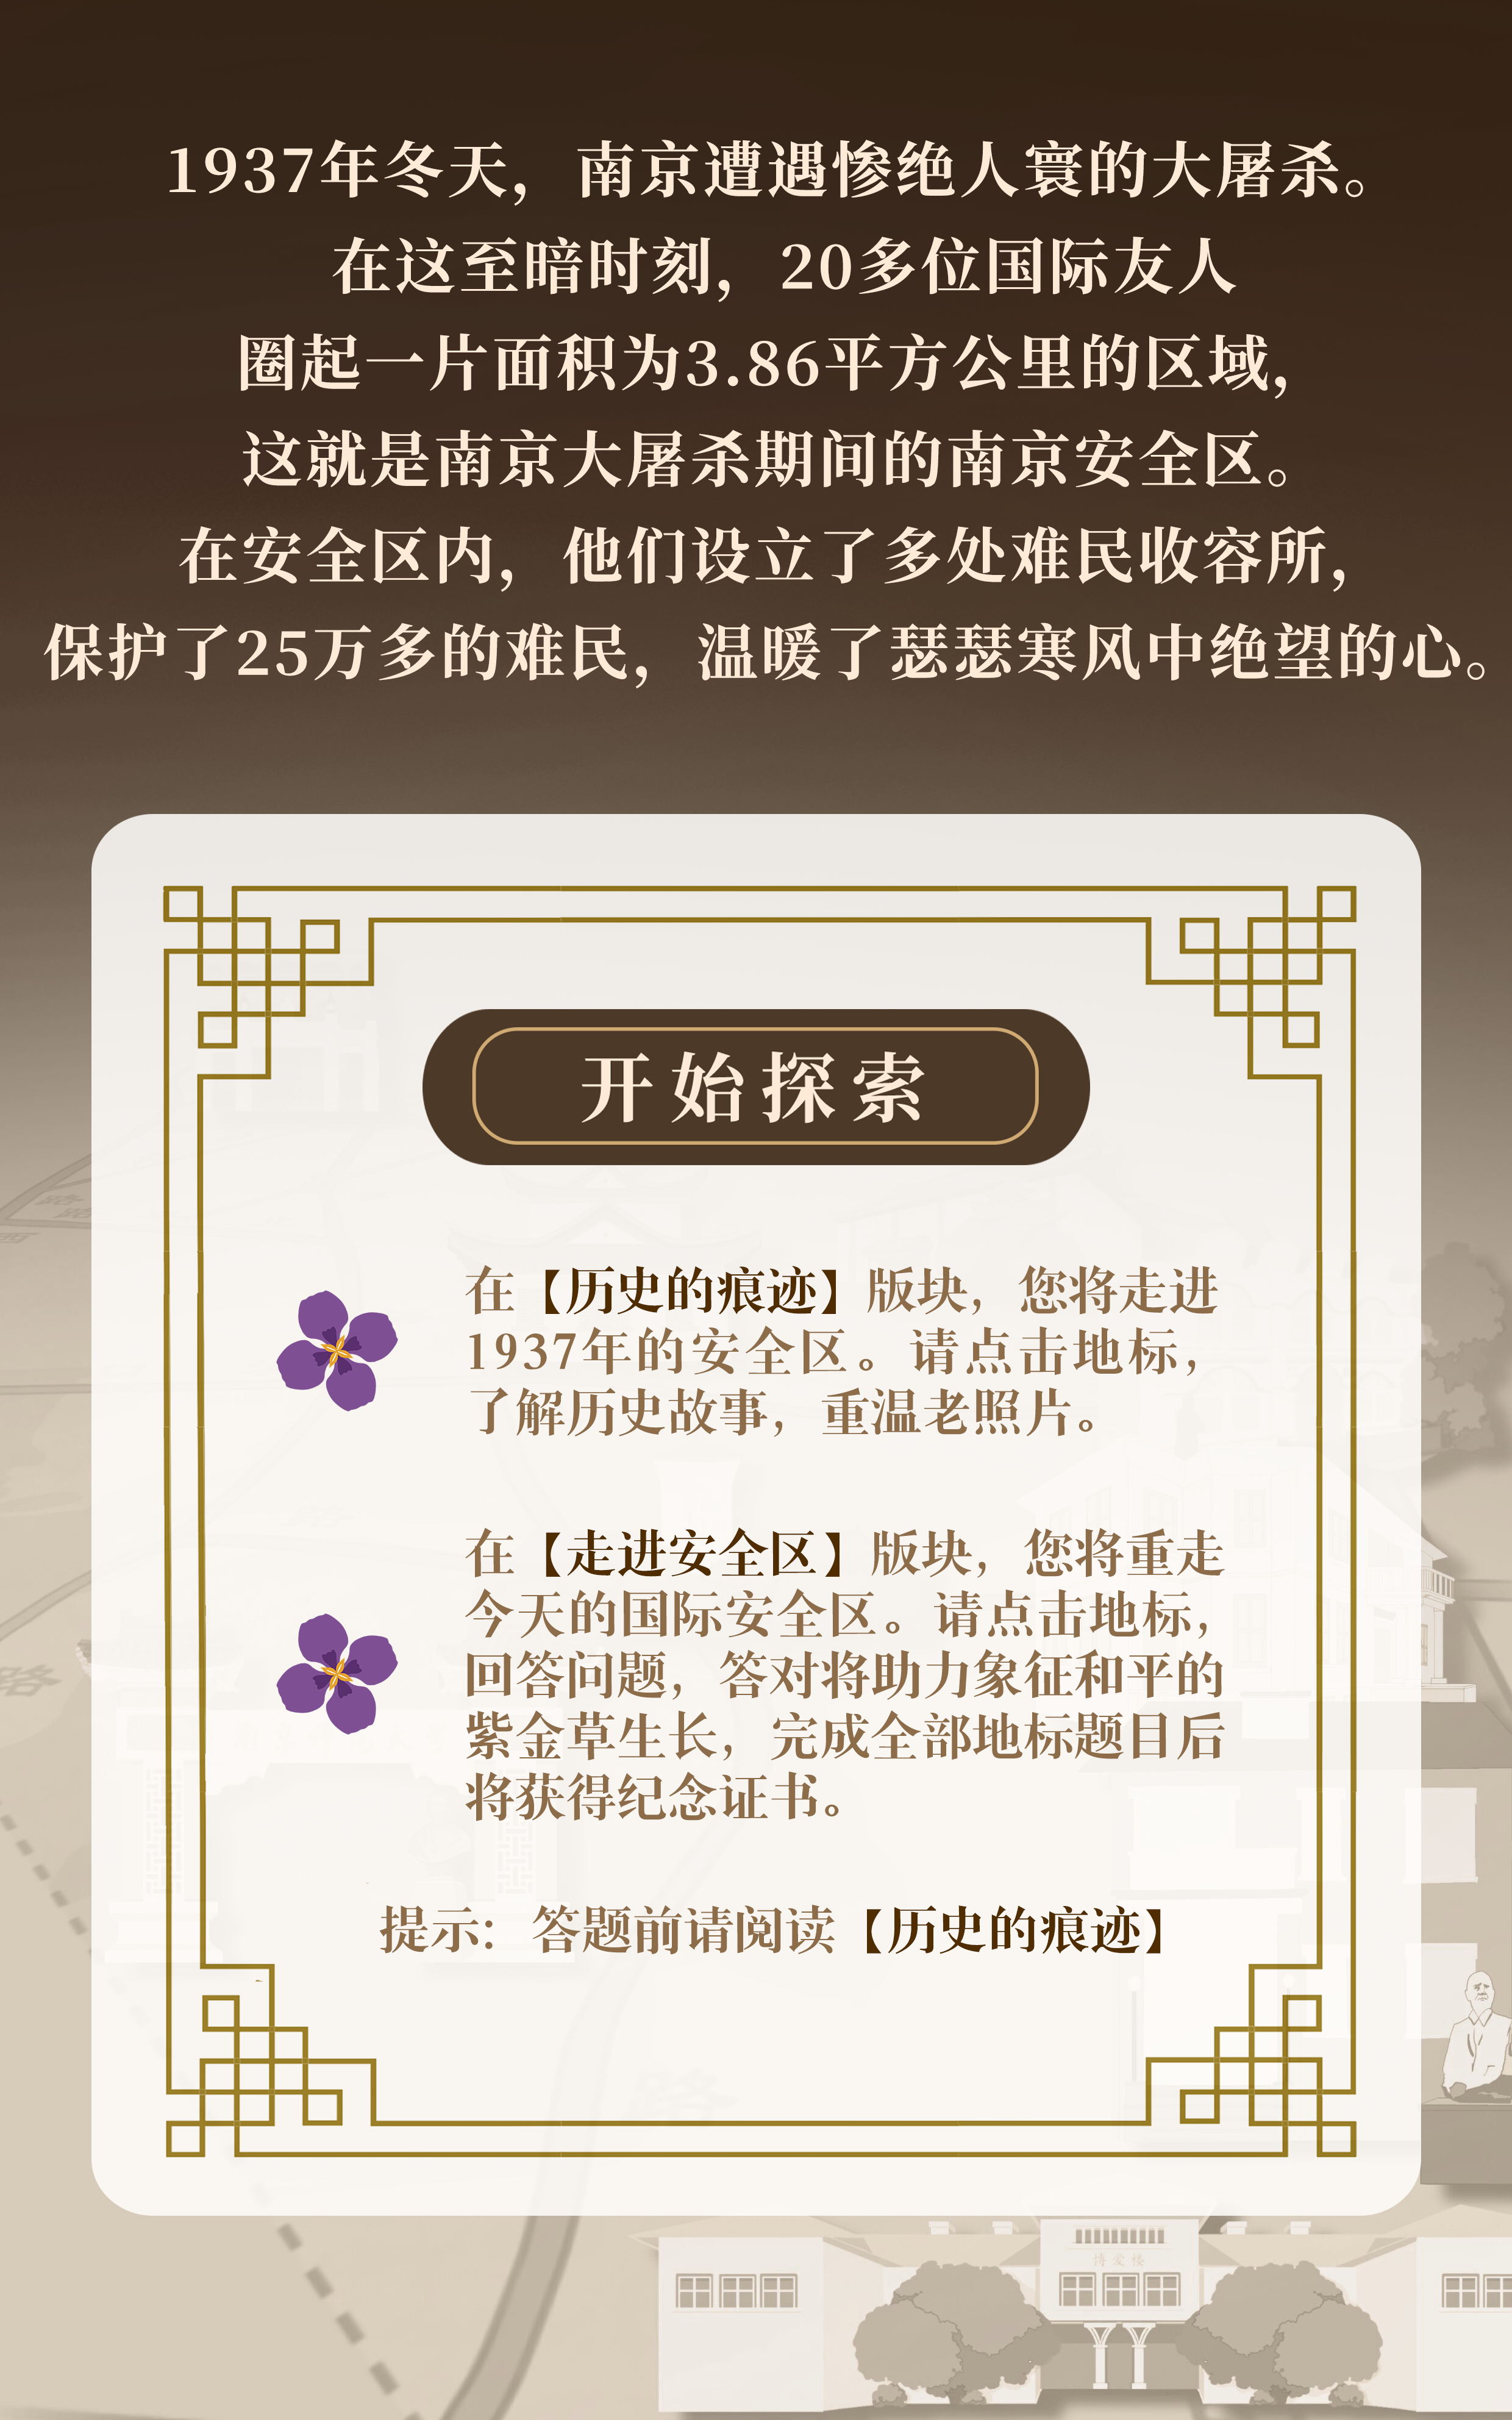 1937年冬天，南京遭遇惨绝人寰的大屠杀。
在这至暗时刻，20多位国际友人
圈起一片面积为3.86平方公里的区域，
这就是南京大屠杀期间的南京安全区。
在安全区内，他们设立了多处难民收容所，
保护了25万多的难民，温暖了瑟瑟寒风中绝望的心。
开始探索
在【历史的痕迹】版块，您将走进
1937年的安全区。请点击地标，
了解历史故事，重温老照片。
在【走进安全区】版块，您将重走
今天的国际安全区。请点击地标，
回答问题，答对将助力象征和平的
紫金草生长，完成全部地标题目后
将获得纪念证书。
提示：答题前请阅读【历史的痕迹】
路
路
博爱楼